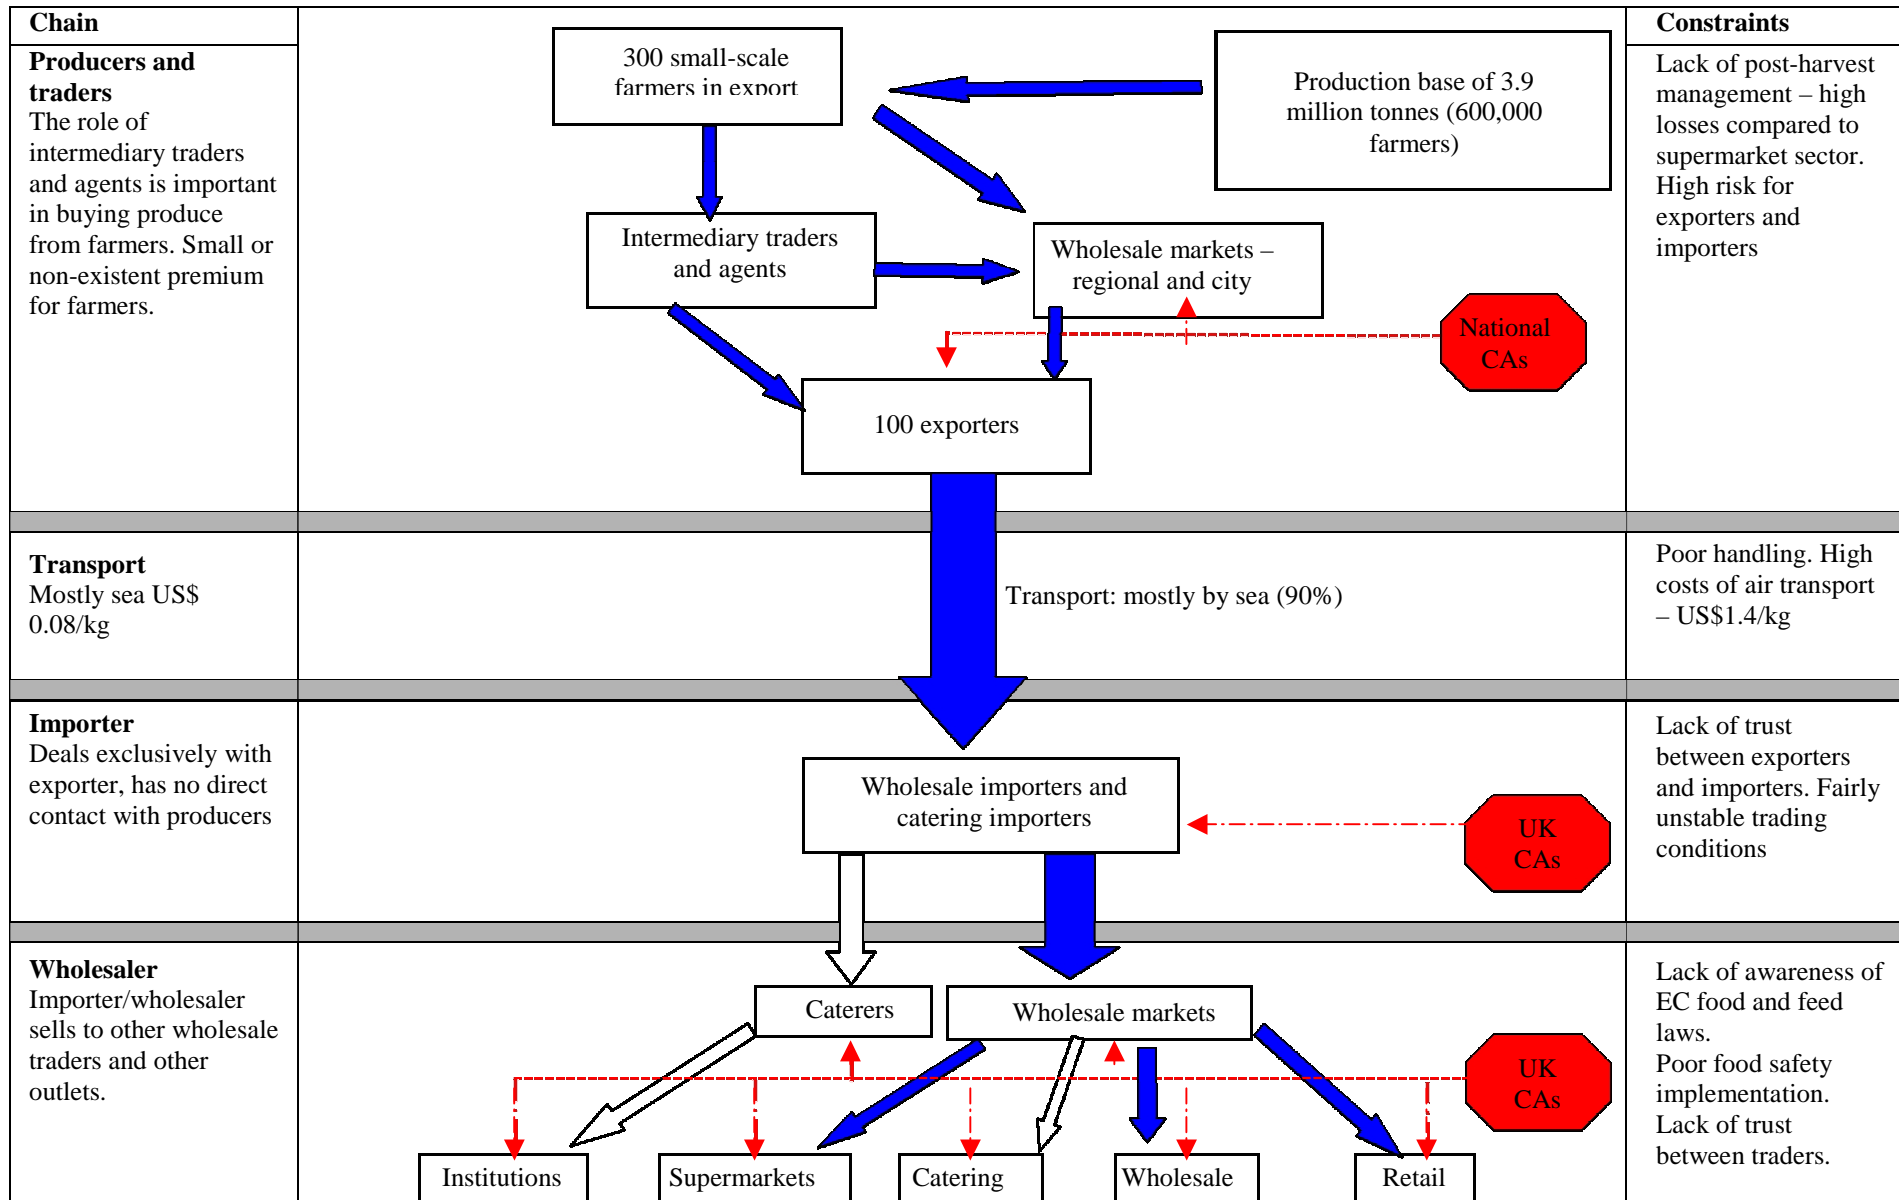 Chain
Producers and
traders
The role of
intermediary traders
and agents is important
in buying produce
from farmers. Small or
non-existent premium
for farmers.
300 small-scale
farmers in export
Production base of 3.9
million tonnes (600,000
farmers)
Intermediary traders
and agents
Wholesale markets –
regional and city
National
CAs
100 exporters
Constraints
Lack of post-harvest
management – high
losses compared to
supermarket sector.
High risk for
exporters and
importers
Transport
Mostly sea US$
0.08/kg
Transport: mostly by sea (90%)
Poor handling. High
costs of air transport
– US$1.4/kg
Importer
Deals exclusively with
exporter, has no direct
contact with producers
Wholesale importers and
catering importers
UK
CAs
Lack of trust
between exporters
and importers. Fairly
unstable trading
conditions
Wholesaler
Importer/wholesaler
sells to other wholesale
traders and other
outlets.
Caterers
Wholesale markets
UK
CAs
Institutions
Supermarkets
Catering
Wholesale
Retail
Lack of awareness of
EC food and feed
laws.
Poor food safety
implementation.
Lack of trust
between traders.